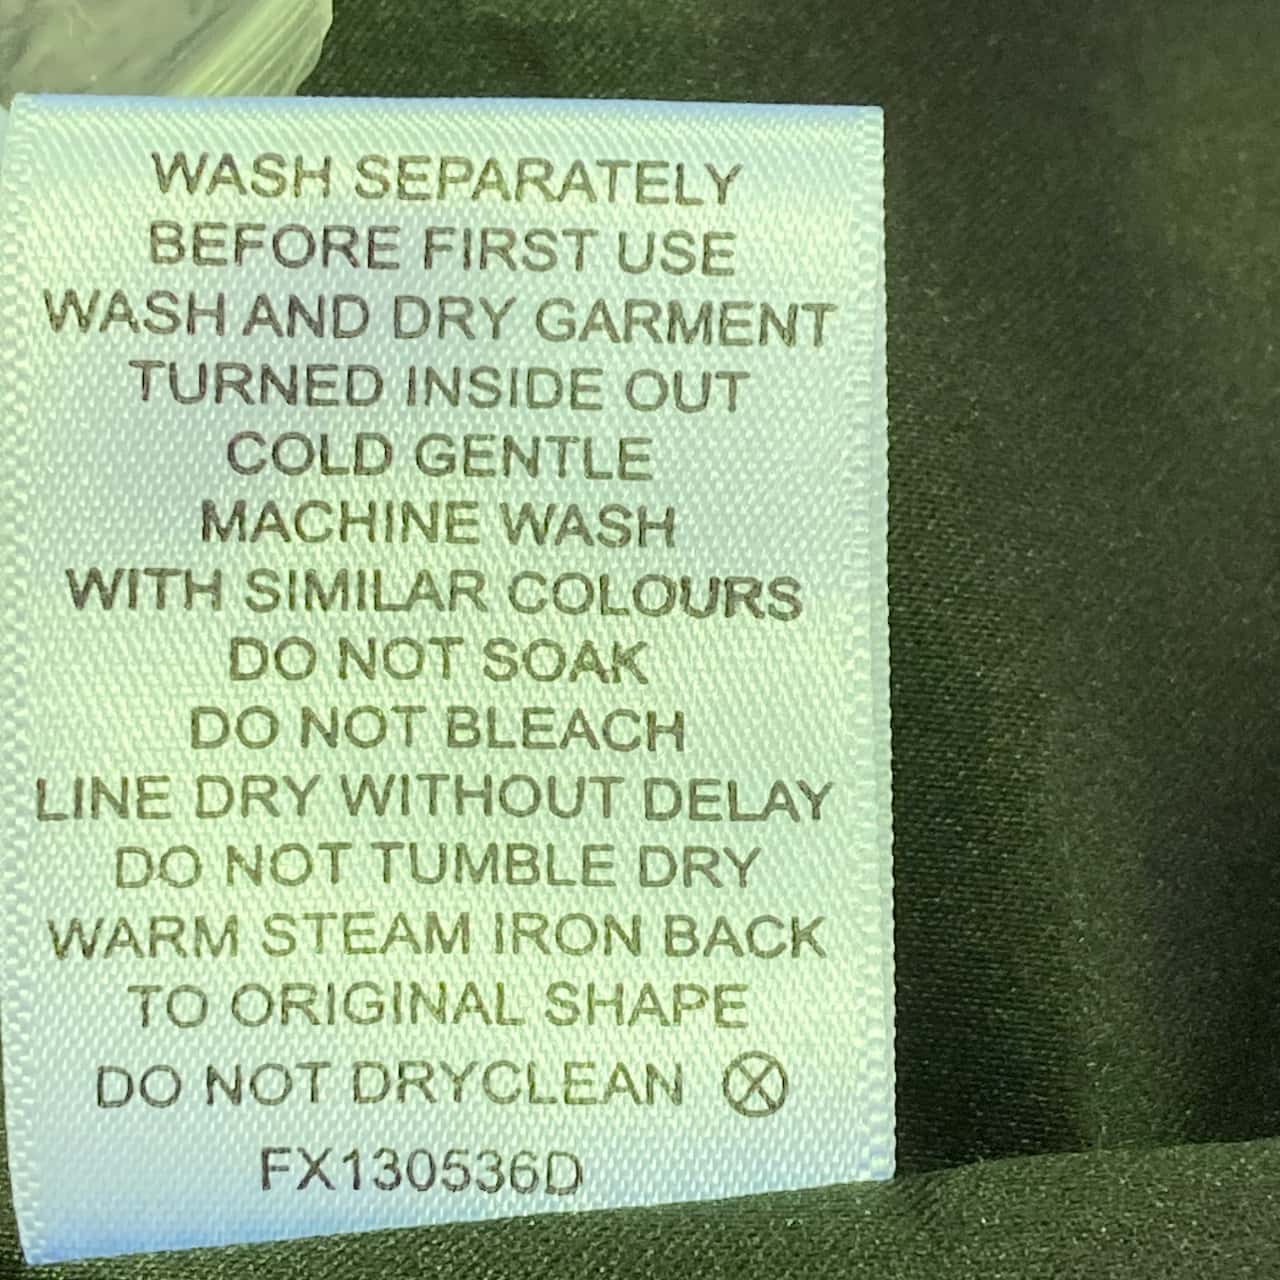 WASH SEPARATELY
BEFORE FIRST USE
WASH AND DRY GARMENT
TURNED INSIDE OUT
COLD GENTLE
MACHINE WASH
WITH SIMILAR COLOURS
DO NOT SOAK
DO NOT BLEACH
LINE DRY WITHOUT DELAY
DO NOT TUMBLE DRY
WARM STEAM IRON BACK
TO ORIGINAL SHAPE
DO NOT DRYCLEAN
FX130536D